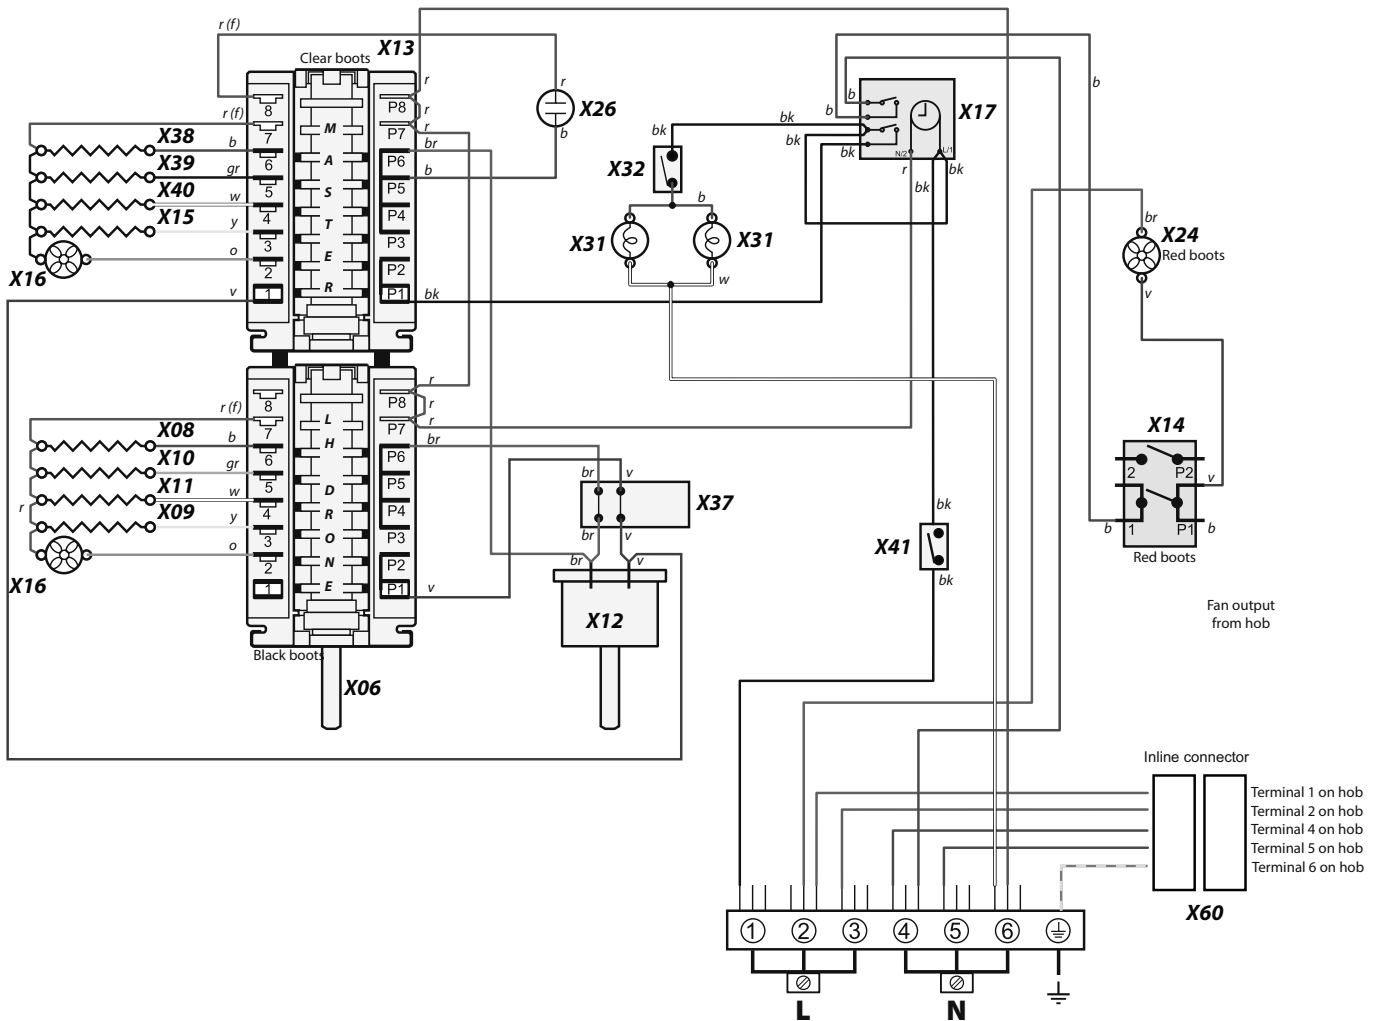 r (f)
Clear boots
X13
r
r
X26
b
8
P8
r
r (f)
7
P7
r
X38
b
6
P6
br
X39
gr
5
P5
b
X40
w
4
P4
X15
y
3
P3
X16
o
2
P2
v
1
P1
bk
M
A
S
T
E
R
bk
bk
X32
b
X31
X31
w
b
b
bk
bk
X17
N/2
L/1
r
bk
bk
b
br
X24
Red boots
v
8
P8
r
r
r (f)
7
P7
r
X08
b
6
P6
br
X10
gr
5
P5
X11
w
4
P4
r
X09
y
3
P3
X16
o
2
P2
1
P1
v
L
H
D
R
O
N
E
Black boots
X06
br
v
X37
br
v
br
v
X12
bk
X41
bk
X14
2
P2
v
b
1
P1
b
Red boots
Fan output
from hob
Inline connector
Terminal 1 on hob
Terminal 2 on hob
Terminal 4 on hob
Terminal 5 on hob
Terminal 6 on hob
X60
1
2
3
4
5
6
L
N